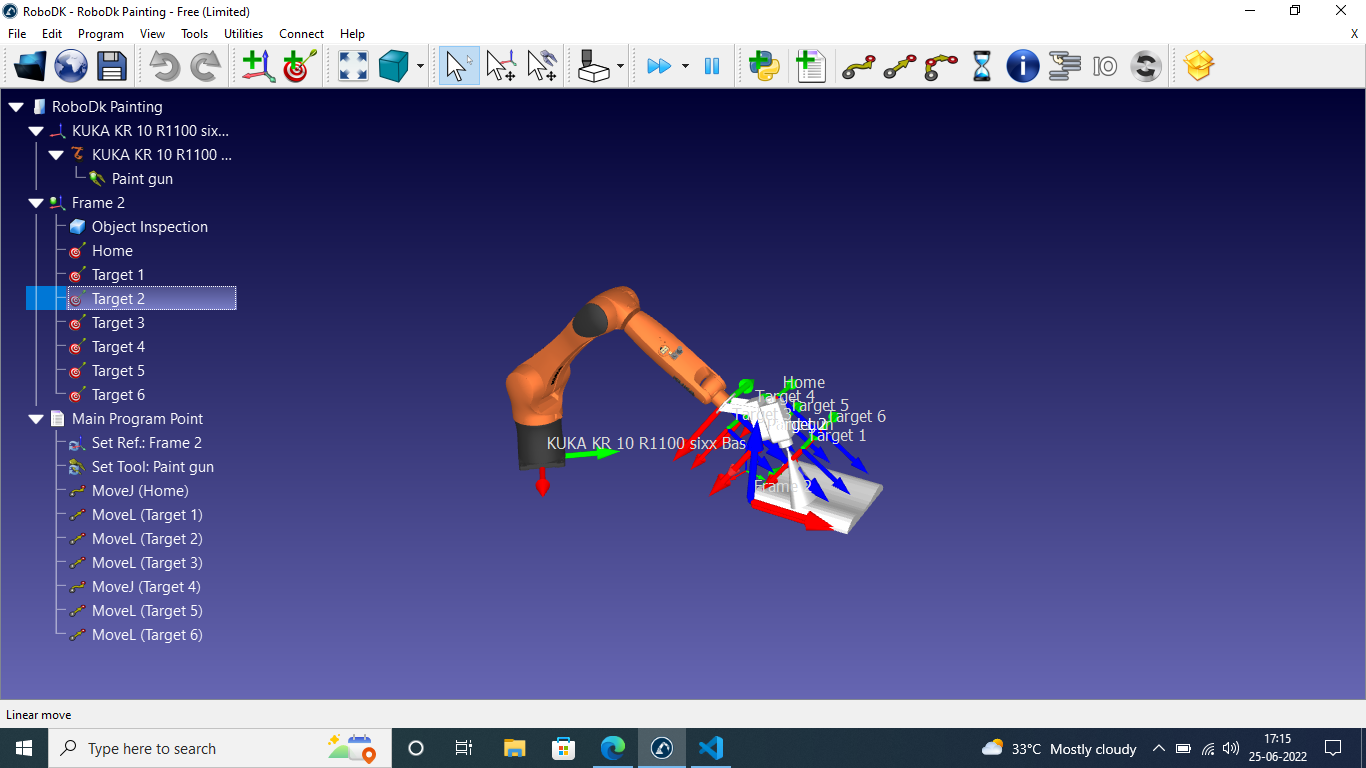 RoboDK - RoboDk Painting - Free (Limited)
File Edit Program View Tools Utilities Connect Help X
IO
RoboDk Painting
KUKA KR 10 R1100 six...
KUKA KR 10 R1100 ...
Paint gun
Frame 2
Object Inspection
Home
Target 1
Target 2
Target 3
Target 4
Target 5
Target 6
Main Program Point
Set Ref.: Frame 2
Set Tool: Paint gun
MoveJ (Home)
MoveL (Target 1)
MoveL (Target 2)
MoveL (Target 3)
MoveJ (Target 4)
MoveL (Target 5)
MoveL (Target 6)
Home
Target 4
Target 5
Target 3
Target 6
Target 1
KUKA KR 10 R1100 sixx Bas
Frame 2
Linear move
Type here to search
33°C Mostly cloudy
17:15
25-06-2022